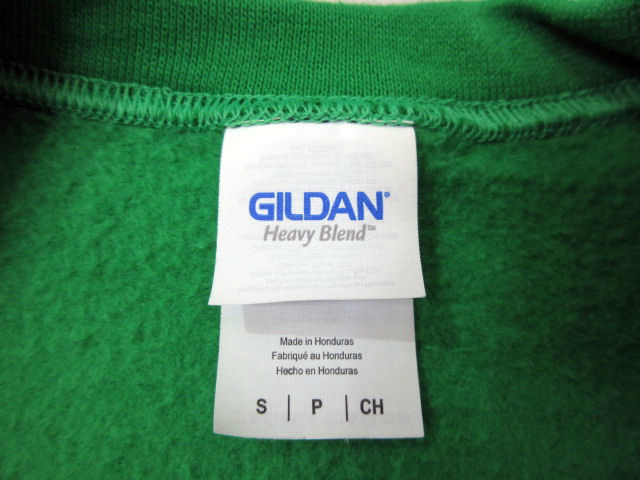 GILDAN®
Heavy Blend™
Made in Honduras
Fabriqué au Honduras
Hecho en Honduras
S | P | CH